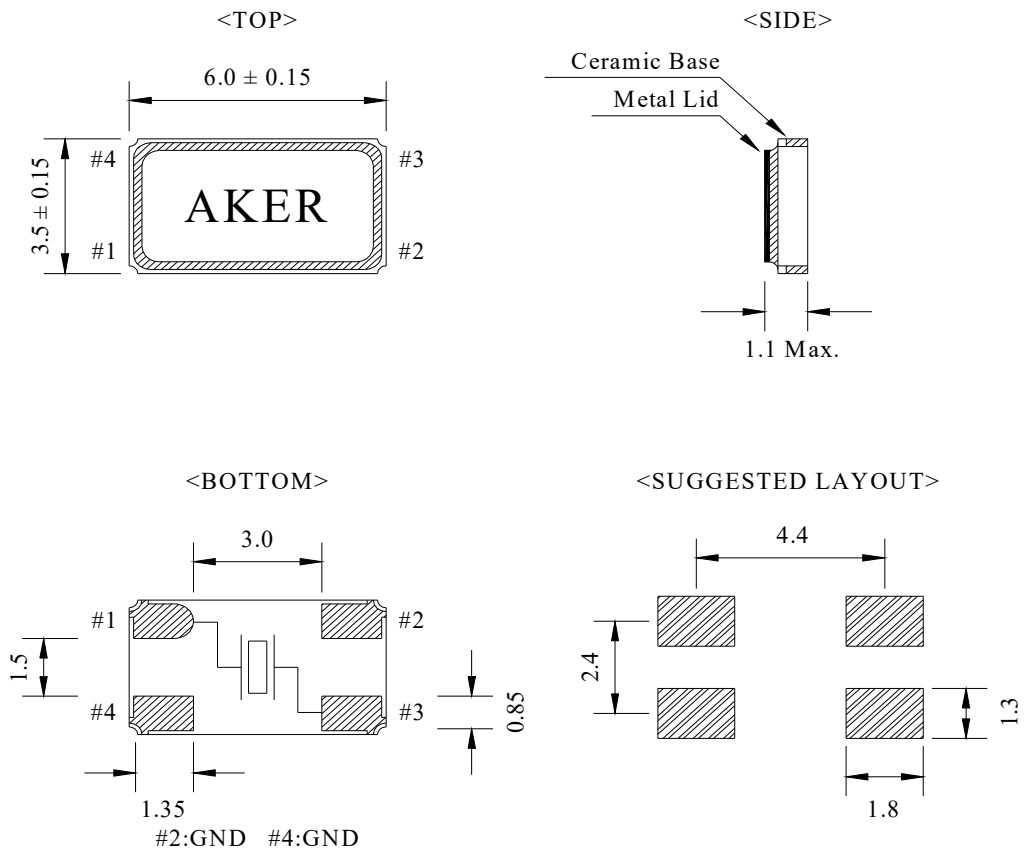 <TOP>
6.0 ± 0.15
#4
#3
3.5 ± 0.15
AKER
#1
#2
<SIDE>
Ceramic Base
Metal Lid
1.1 Max.
<BOTTOM>
3.0
#1
#2
1.5
#4
#3
0.85
1.35
#2:GND #4:GND
<SUGGESTED LAYOUT>
4.4
2.4
1.3
1.8